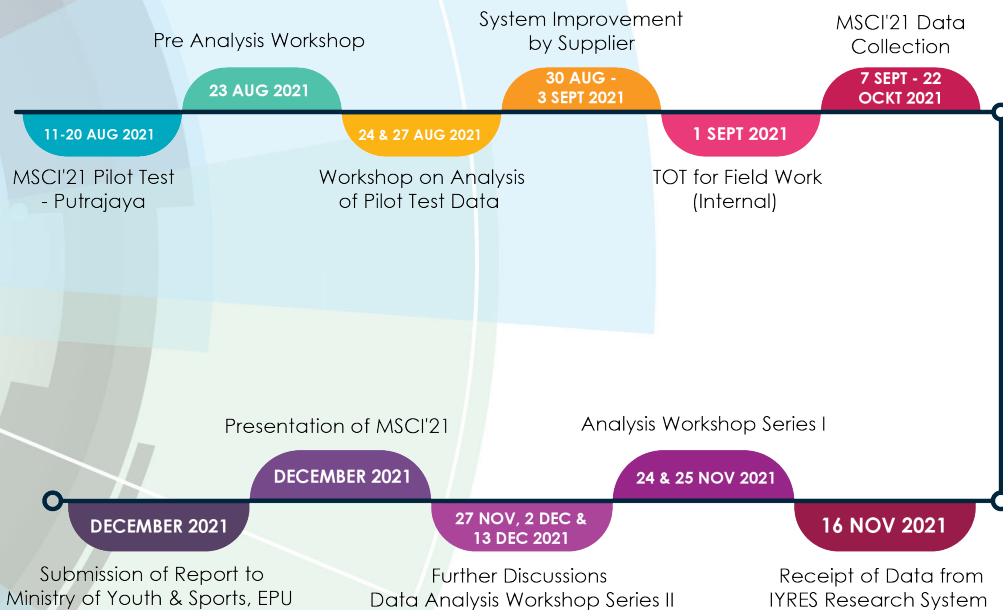 MSCI'21 Pilot Test
- Putrajaya
11-20 AUG 2021
Pre Analysis Workshop
23 AUG 2021
24 & 27 AUG 2021
Workshop on Analysis
of Pilot Test Data
System Improvement
by Supplier
30 AUG -
3 SEPT 2021
1 SEPT 2021
TOT for Field Work
(Internal)
MSCI'21 Data
Collection
7 SEPT - 22
OCKT 2021
16 NOV 2021
Receipt of Data from
IYRES Research System
Analysis Workshop Series I
24 & 25 NOV 2021
27 NOV, 2 DEC &
13 DEC 2021
Further Discussions
Data Analysis Workshop Series II
Presentation of MSCI'21
DECEMBER 2021
DECEMBER 2021
Submission of Report to
Ministry of Youth & Sports, EPU